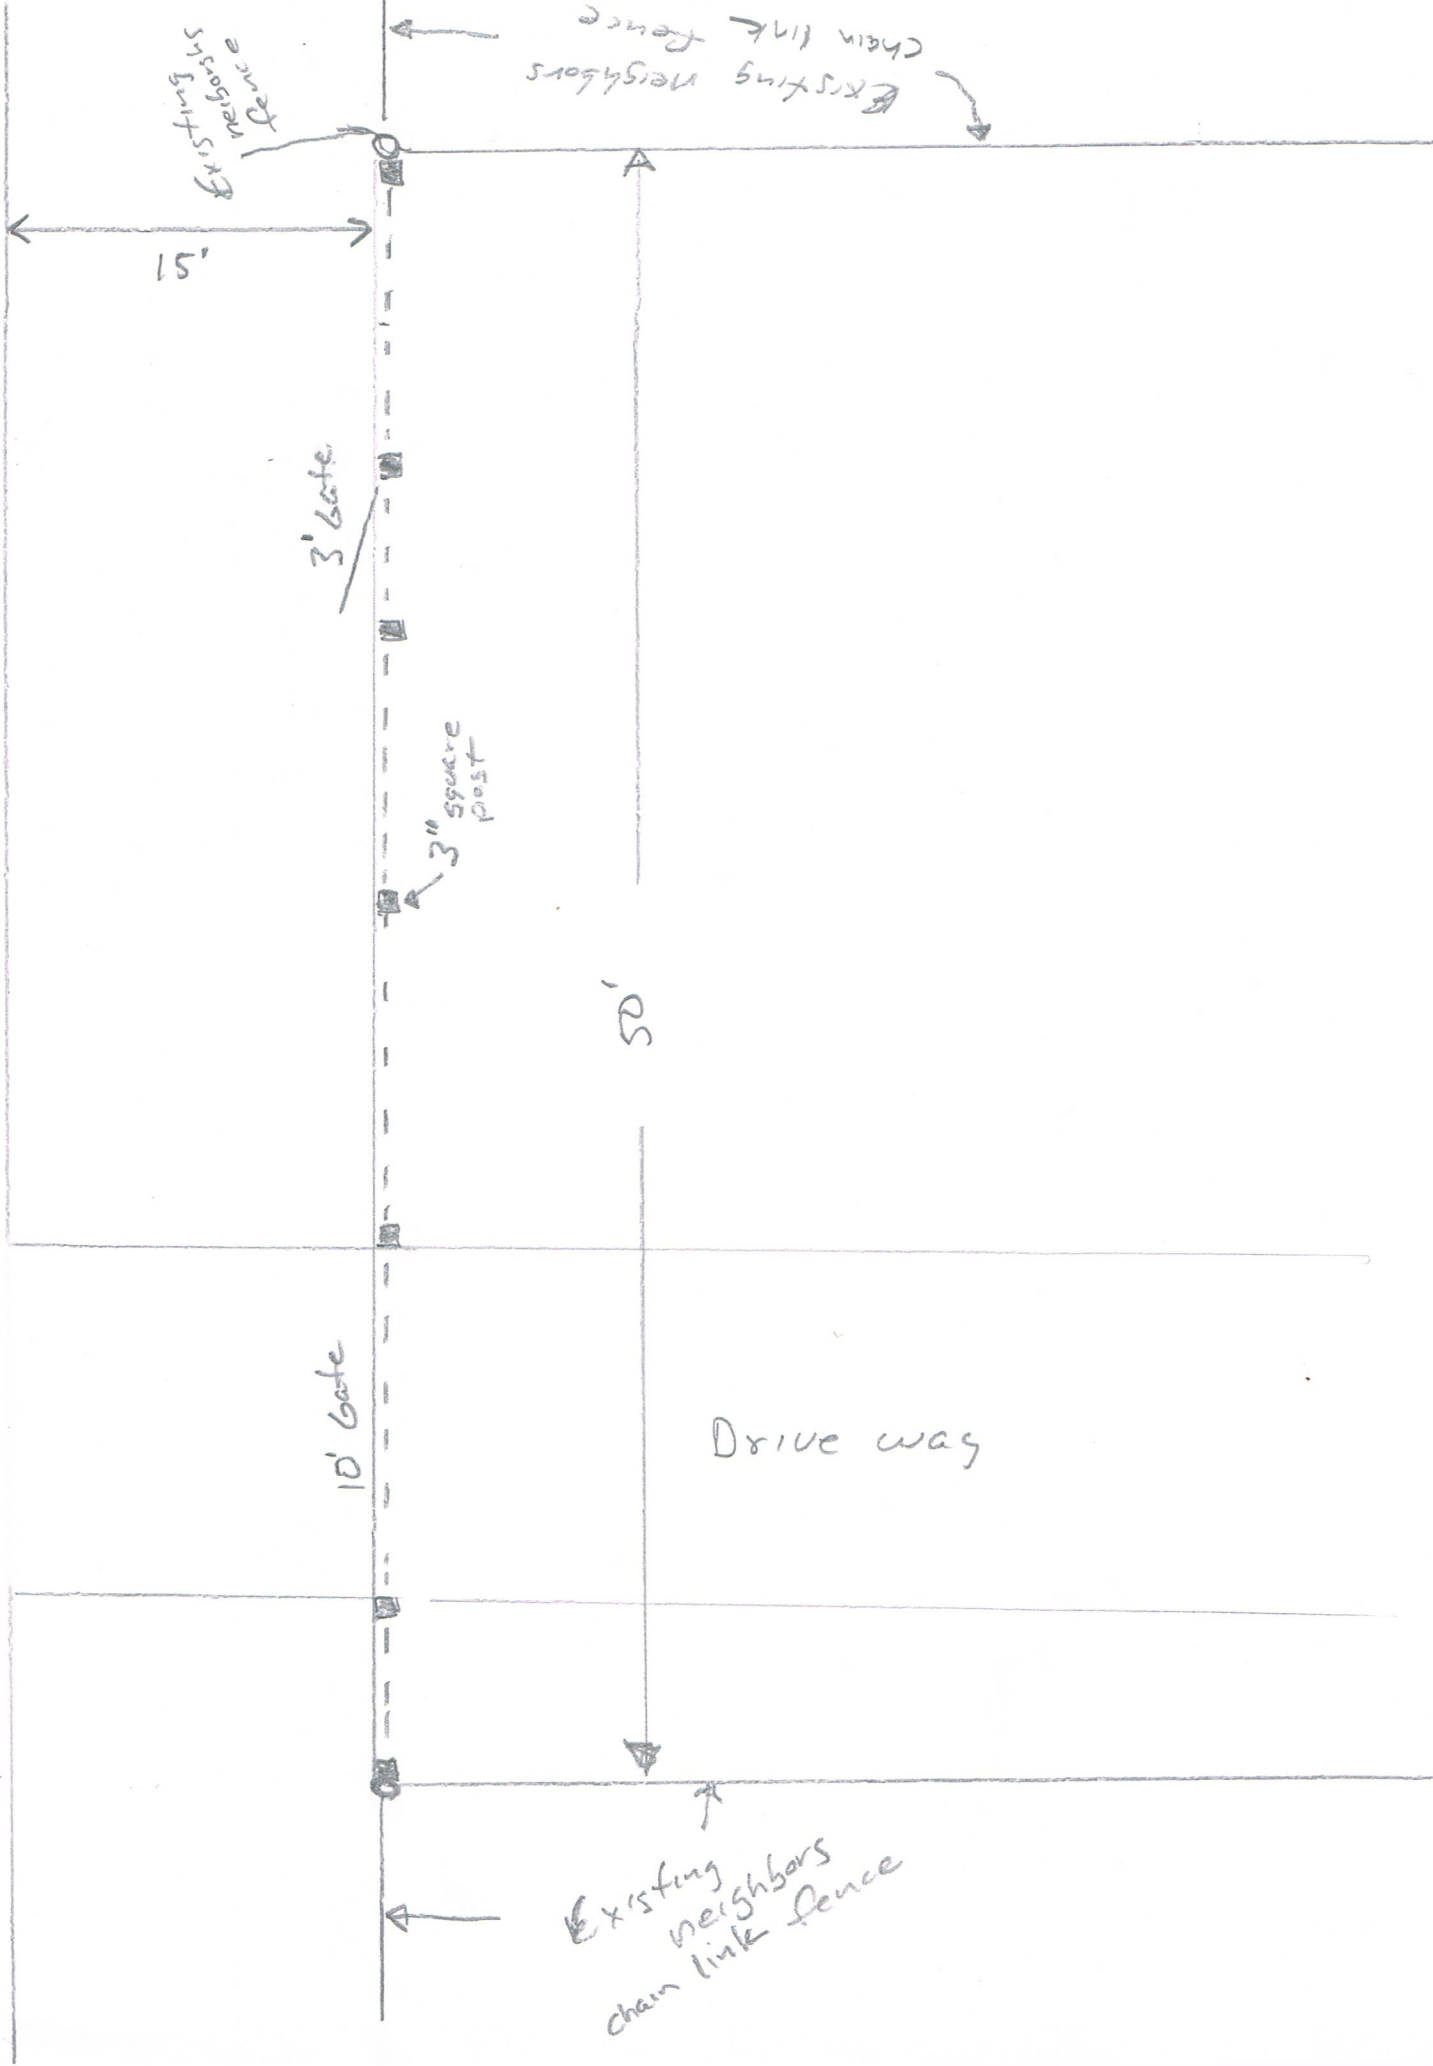 Existing neighbors
chain link fence
Existing
neiborshs
fence
15'
3' Gate
3" square
post
50'
10' Gate
Drive way
Existing
neighbors
chain link fence